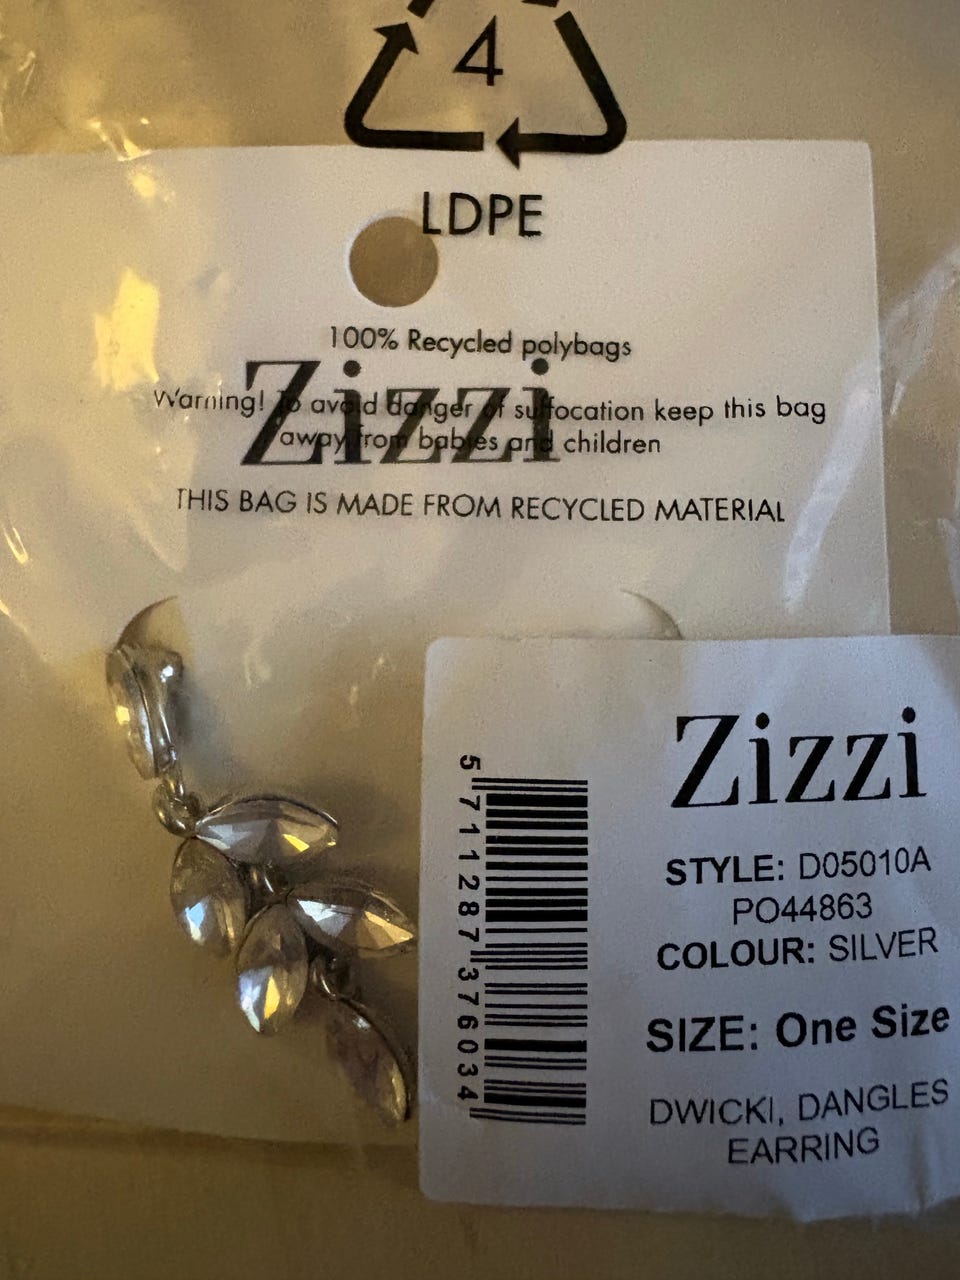 4
LDPE
100% Recycled polybags
Zizzi
Warning! To avoid danger of suffocation keep this bag
away from babies and children
THIS BAG IS MADE FROM RECYCLED MATERIAL
Zizzi
STYLE: D05010A
PO44863
COLOUR: SILVER
SIZE: One Size
DWICKI, DANGLES
EARRING
5711287376034